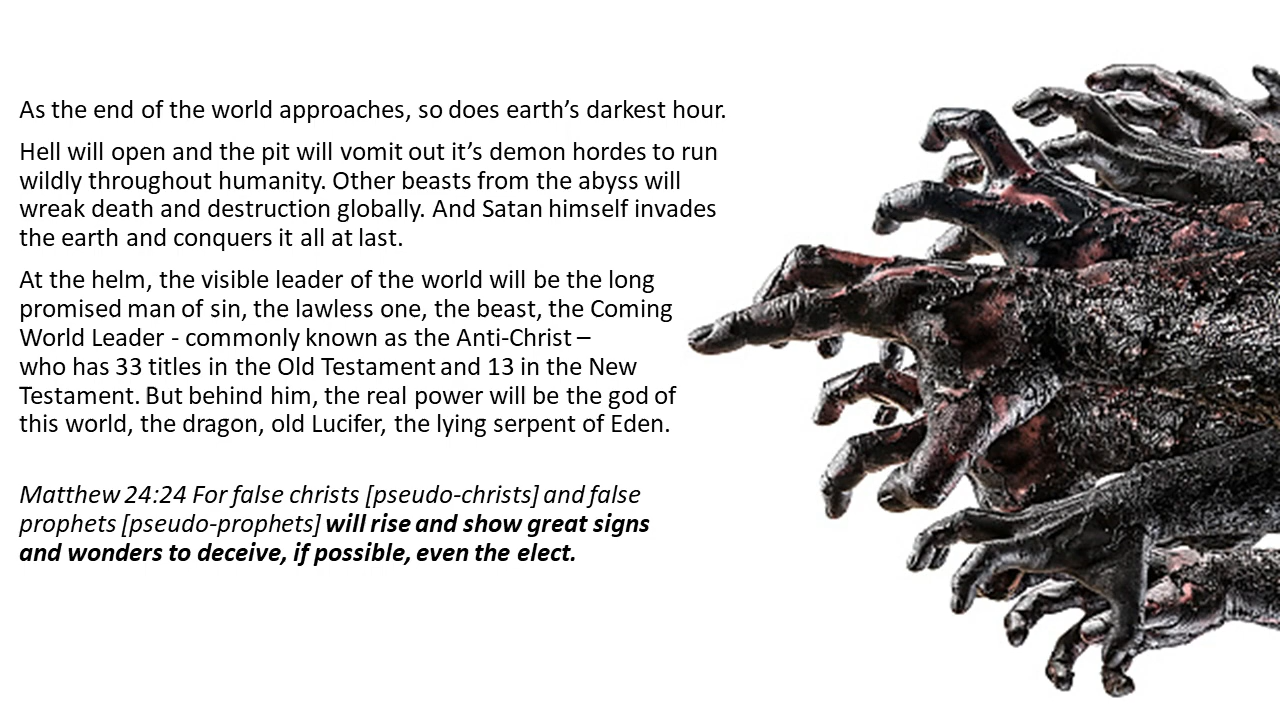 As the end of the world approaches, so does earth’s darkest hour.
Hell will open and the pit will vomit out it’s demon hordes to run
wildly throughout humanity. Other beasts from the abyss will
wreak death and destruction globally. And Satan himself invades
the earth and conquers it all at last.
At the helm, the visible leader of the world will be the long
promised man of sin, the lawless one, the beast, the Coming
World Leader - commonly known as the Anti-Christ –
who has 33 titles in the Old Testament and 13 in the New
Testament. But behind him, the real power will be the god of
this world, the dragon, old Lucifer, the lying serpent of Eden.
Matthew 24:24 For false christs [pseudo-christs] and false
prophets [pseudo-prophets] will rise and show great signs
and wonders to deceive, if possible, even the elect.